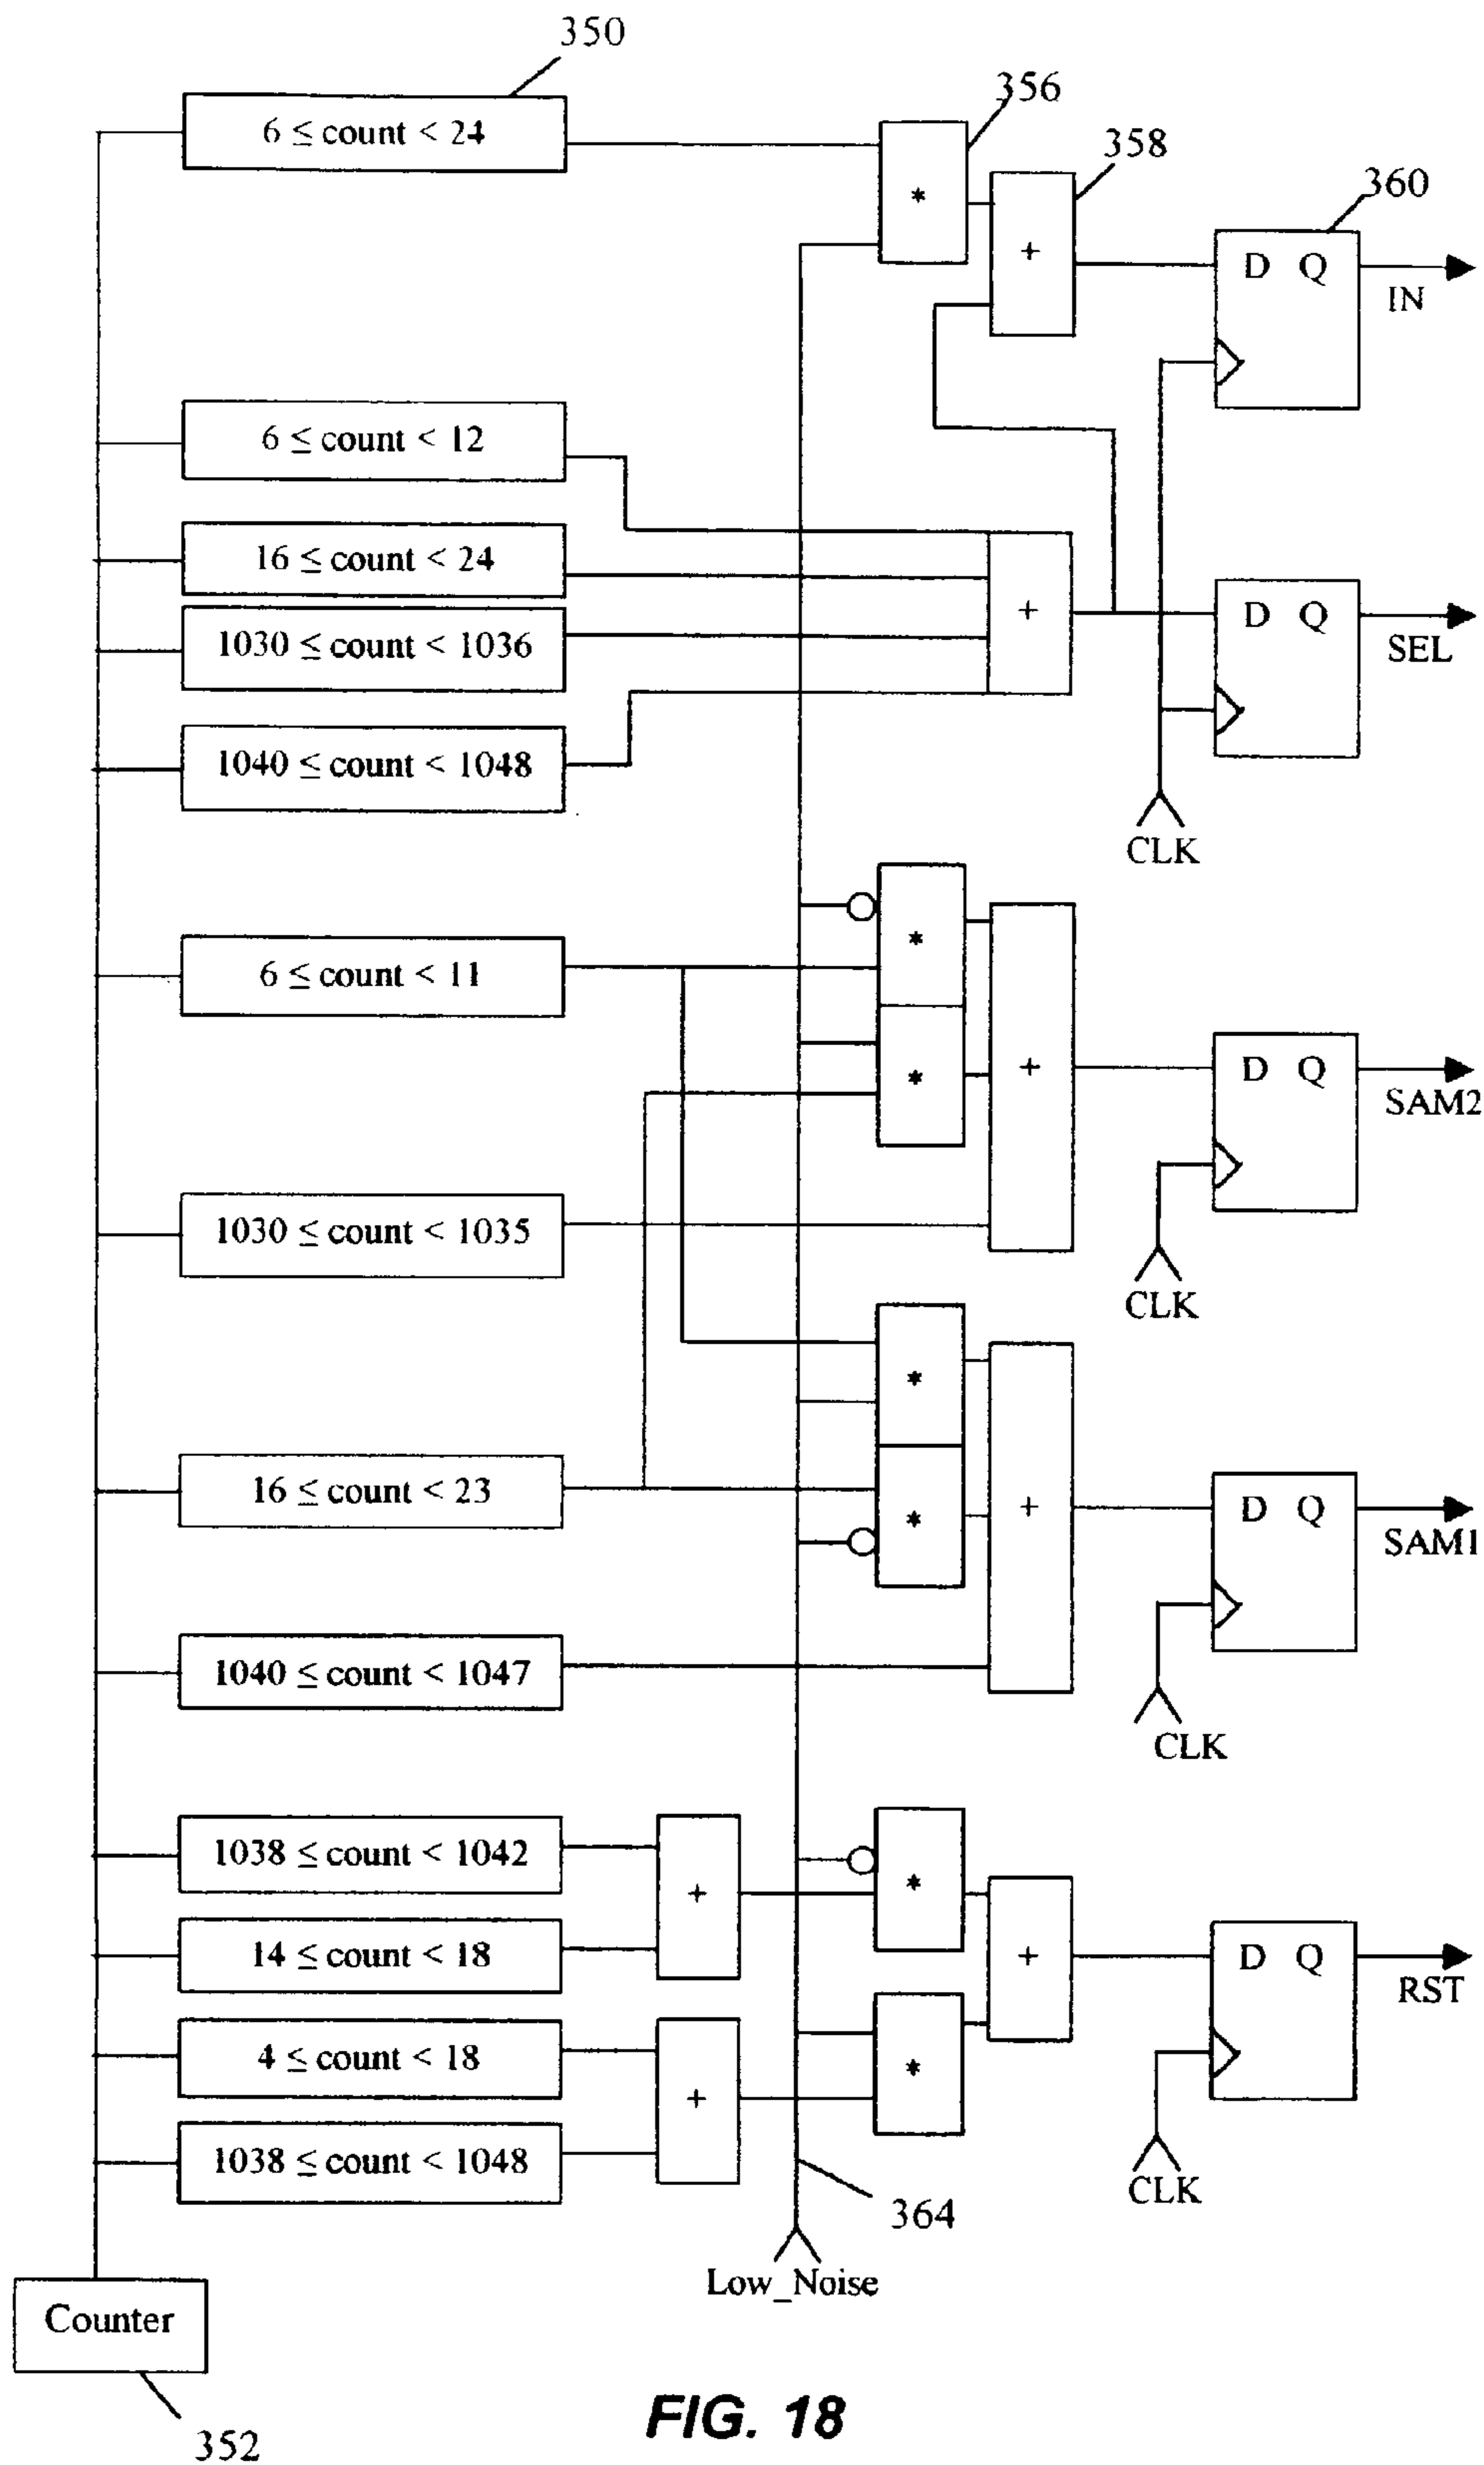 350
6 ≤ count < 24
356
*
358
+
360
D Q
IN
6 ≤ count < 12
16 ≤ count < 24
1030 ≤ count < 1036
+
D Q
SEL
1040 ≤ count < 1048
CLK
*
6 ≤ count < 11
*
+
D Q
SAM2
1030 ≤ count < 1035
CLK
*
16 ≤ count < 23
*
+
D Q
SAM1
1040 ≤ count < 1047
CLK
1038 ≤ count < 1042
+
*
14 ≤ count < 18
+
D Q
RST
4 ≤ count < 18
+
*
1038 ≤ count < 1048
CLK
364
Low_Noise
Counter
352
FIG. 18